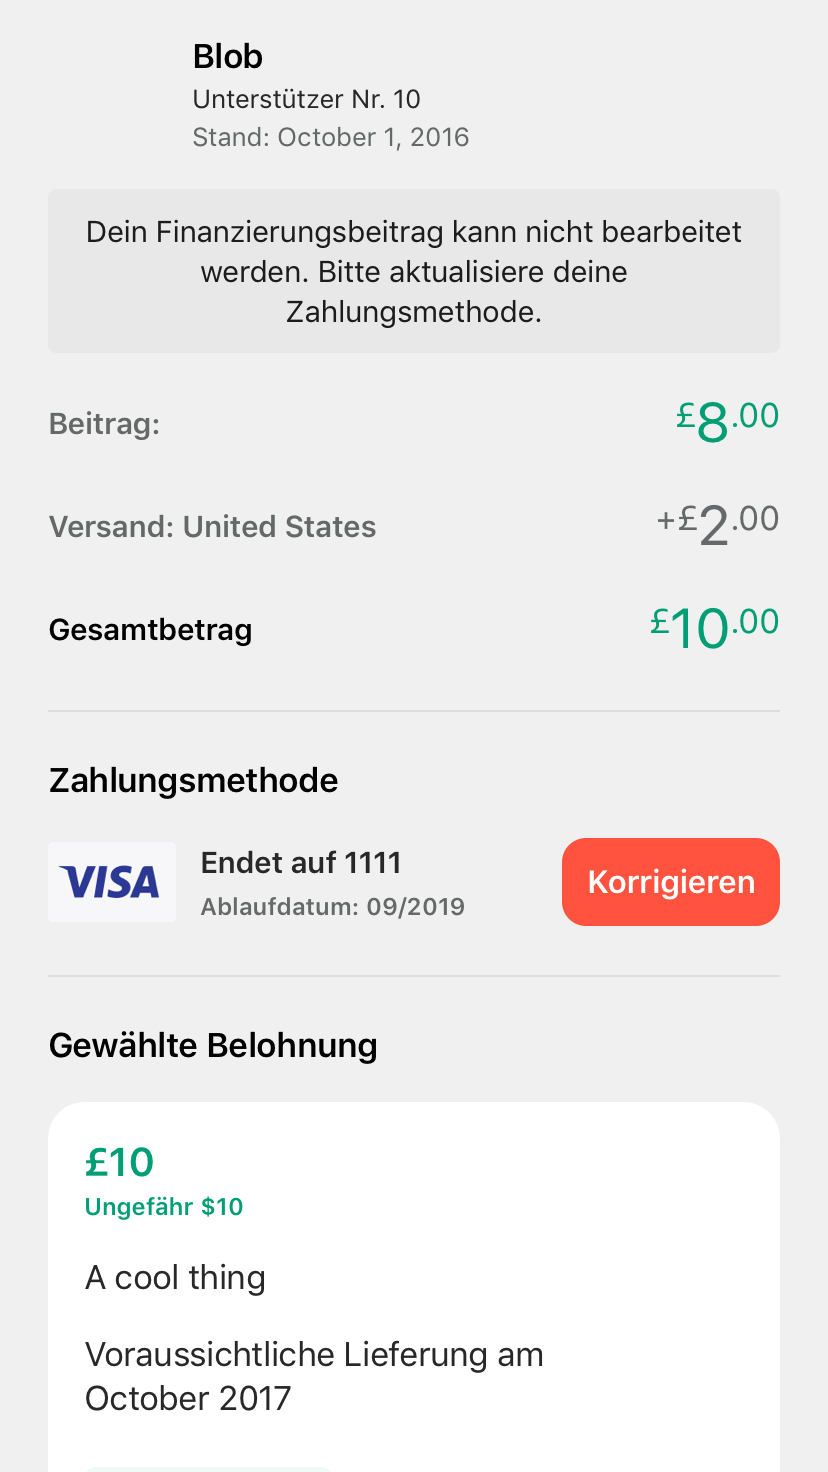 Blob
Unterstützer Nr. 10
Stand: October 1, 2016
Dein Finanzierungsbeitrag kann nicht bearbeitet
werden. Bitte aktualisiere deine
Zahlungsmethode.
Beitrag:
£8.00
Versand: United States
+£2.00
Gesamtbetrag
£10.00
Zahlungsmethode
VISA
Endet auf 1111
Ablaufdatum: 09/2019
Korrigieren
Gewählte Belohnung
£10
Ungefähr $10
A cool thing
Voraussichtliche Lieferung am
October 2017